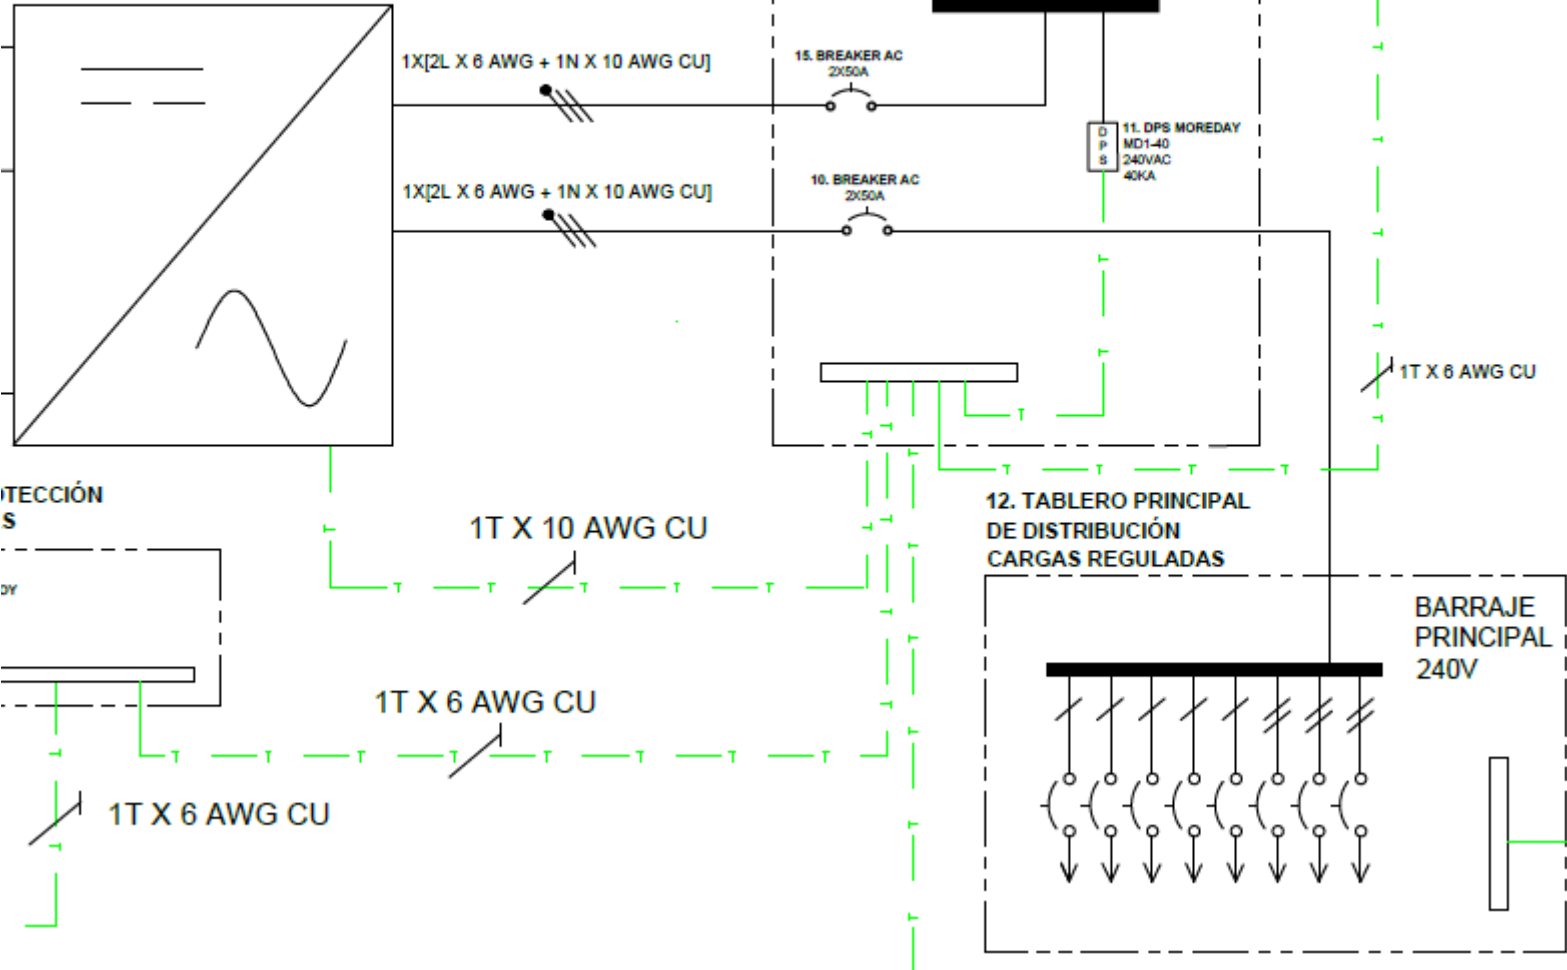 1X[2L X 6 AWG + 1N X 10 AWG CU]
15. BREAKER AC
2X50A
11. DPS MOREDAY
MD1-40
240VAC
40KA
D
P
S
1X[2L X 6 AWG + 1N X 10 AWG CU]
10. BREAKER AC
2X50A
1T X 6 AWG CU
TECCIÓN
S
1T X 10 AWG CU
12. TABLERO PRINCIPAL
DE DISTRIBUCIÓN
CARGAS REGULADAS
DY
BARRAJE
PRINCIPAL
240V
1T X 6 AWG CU
1T X 6 AWG CU